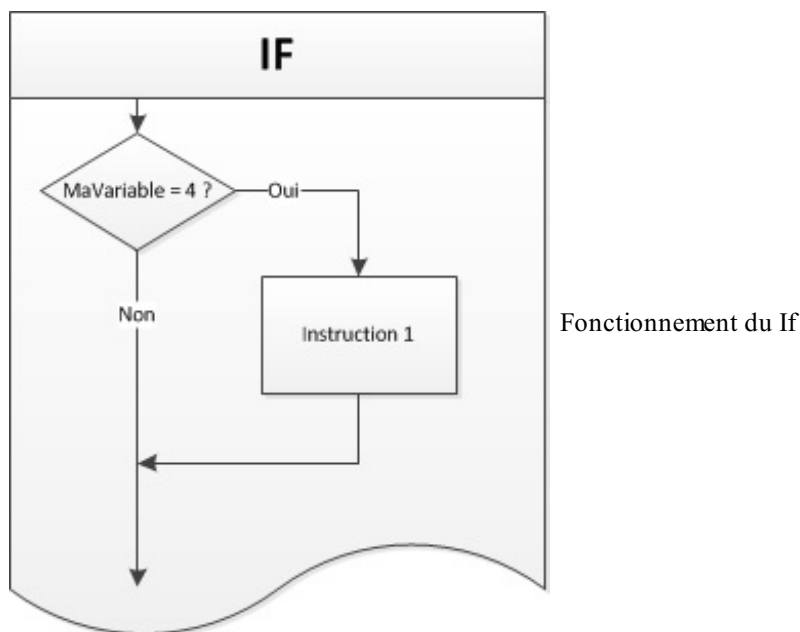 IF
MaVariable = 4 ?
Oui
Non
Instruction 1
Fonctionnement du If